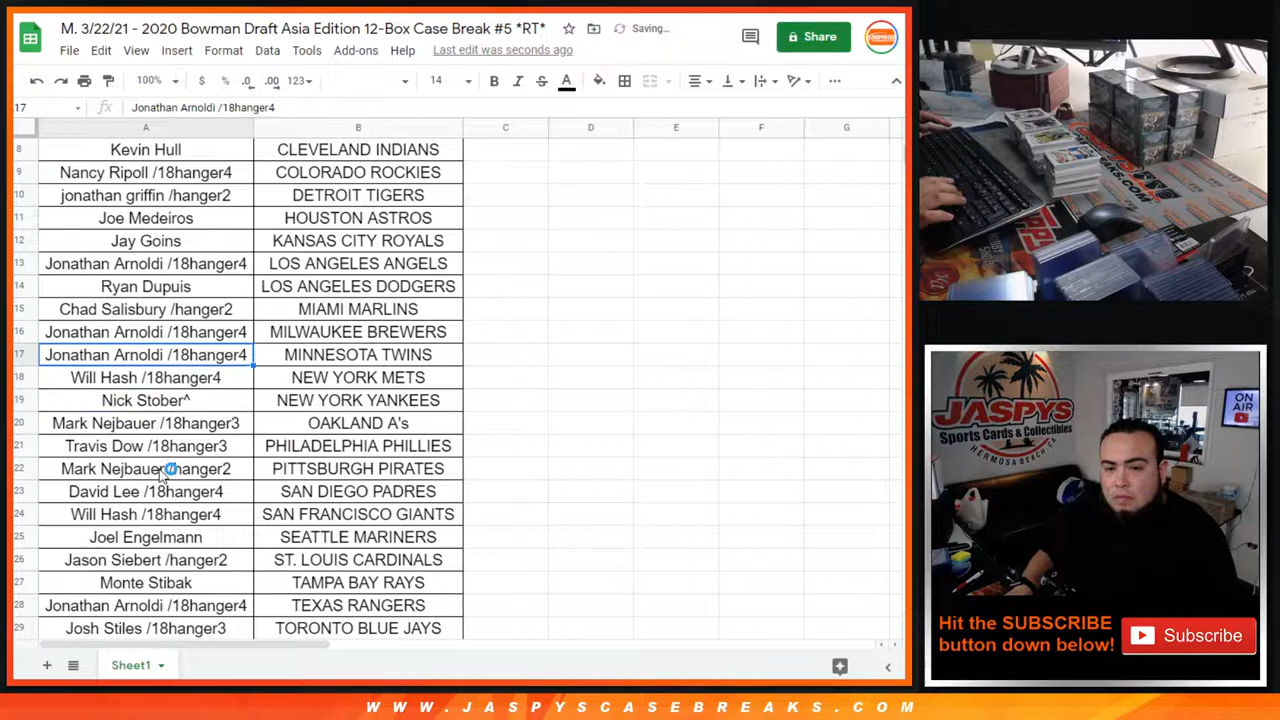 M. 3/22/21 - 2020 Bowman Draft Asia Edition 12-Box Case Break #5 *RT*
Saving...
Share
File Edit View Insert Format Data Tools Add-ons Help Last edit was seconds ago
100% $ % .0 .00 123 14 B I S A
17 fx Jonathan Arnoldi /18hanger4
A B C D E F G
8 Kevin Hull CLEVELAND INDIANS
9 Nancy Ripoll /18hanger4 COLORADO ROCKIES
10 jonathan griffin /hanger2 DETROIT TIGERS
11 Joe Medeiros HOUSTON ASTROS
12 Jay Goins KANSAS CITY ROYALS
13 Jonathan Arnoldi /18hanger4 LOS ANGELES ANGELS
14 Ryan Dupuis LOS ANGELES DODGERS
15 Chad Salisbury /hanger2 MIAMI MARLINS
16 Jonathan Arnoldi /18hanger4 MILWAUKEE BREWERS
17 Jonathan Arnoldi /18hanger4 MINNESOTA TWINS
18 Will Hash /18hanger4 NEW YORK METS
19 Nick Stober^ NEW YORK YANKEES
20 Mark Nejbauer /18hanger3 OAKLAND A's
21 Travis Dow /18hanger3 PHILADELPHIA PHILLIES
22 Mark Nejbauer hanger2 PITTSBURGH PIRATES
23 David Lee /18hanger4 SAN DIEGO PADRES
24 Will Hash /18hanger4 SAN FRANCISCO GIANTS
25 Joel Engelmann SEATTLE MARINERS
26 Jason Siebert /hanger2 ST. LOUIS CARDINALS
27 Monte Stibak TAMPA BAY RAYS
28 Jonathan Arnoldi /18hanger4 TEXAS RANGERS
29 Josh Stiles /18hanger3 TORONTO BLUE JAYS
Sheet1
JASPYS
Sports Cards & Collectibles
HERMOSA BEACH, CA
ON AIR
Hit the SUBSCRIBE
button down below!
Subscribe
WWW.JASPYSCASEBREAKS.COM